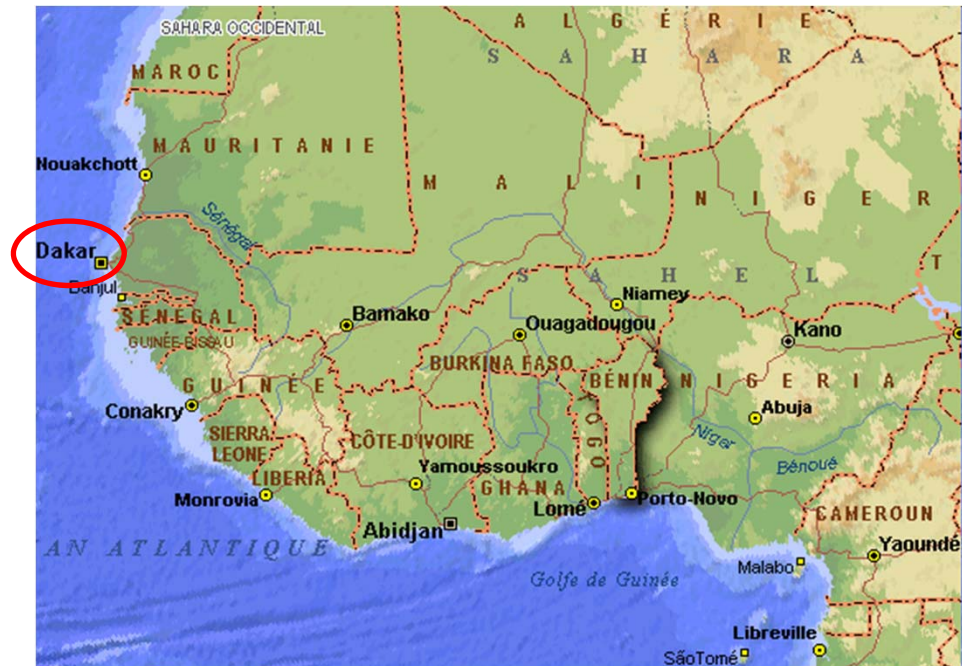 SAHARA OCCIDENTAL
A L G É R I E
S A H A R A
MAROC
MAURITANIE
Nouakchott
M A L I
N I G E R
Sénégal
Dakar
T
Banjul
S A H E L
Niamey
SÉNÉGAL
Bamako
Ouagadougou
Kano
GUINÉE-BISSAU
BURKINA FASO
GUINÉE
BÉNIN
NIGERIA
Conakry
TOGO
Abuja
SIERRA
LEONE
CÔTE-D'IVOIRE
Niger
Bénoué
LIBERIA
Yamoussoukro
GHANA
Monrovia
Lomé
Porto-Novo
Abidjan
CAMEROUN
AN ATLANTIQUE
Yaoundé
Golfe de Guinée
Malabo
Libreville
SãoTomé